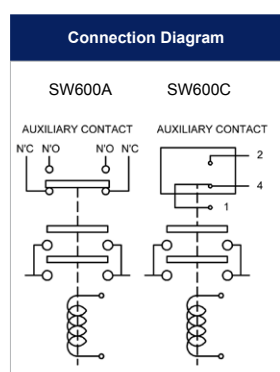 Connection Diagram
SW600A SW600C
AUXILIARY CONTACT AUXILIARY CONTACT
N'C N'O N'O N'C
2
4
1